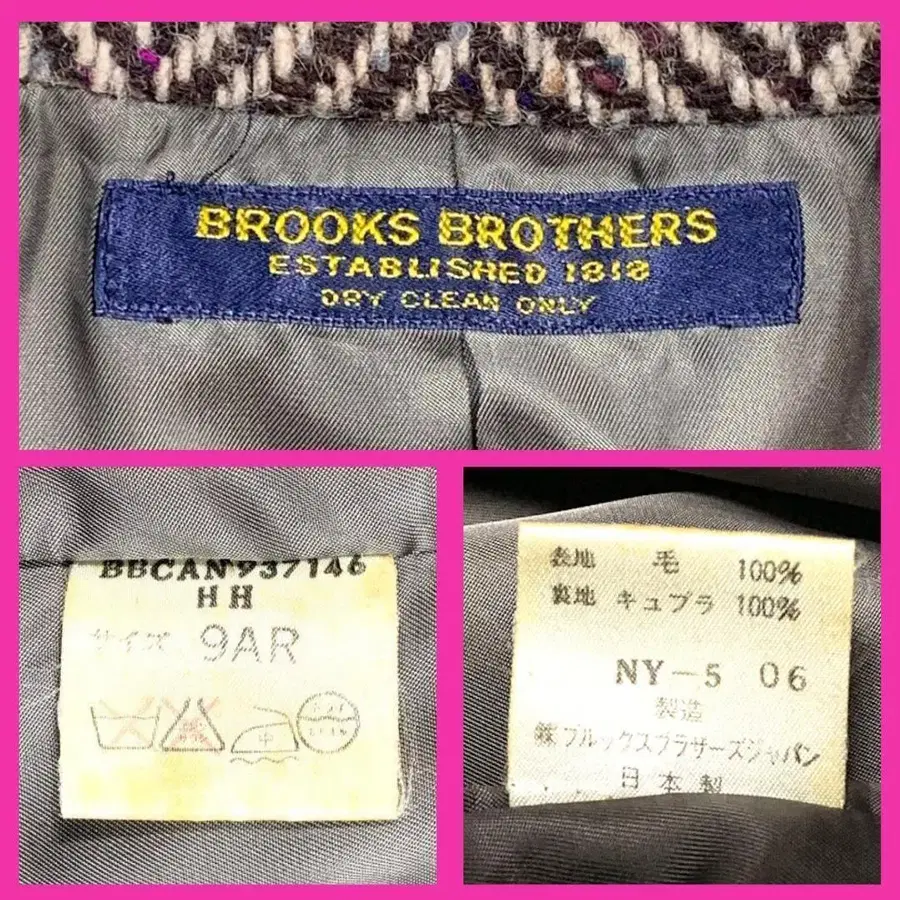 BROOKS BROTHERS
ESTABLISHED 1818
DRY CLEAN ONLY
BBCAN937146
HH
サイズ 9AR
中
表地 毛 100%
裏地 キュプラ 100%
NY-5 06
製造
㈱ブルックスブラザーズジャパン
日本製